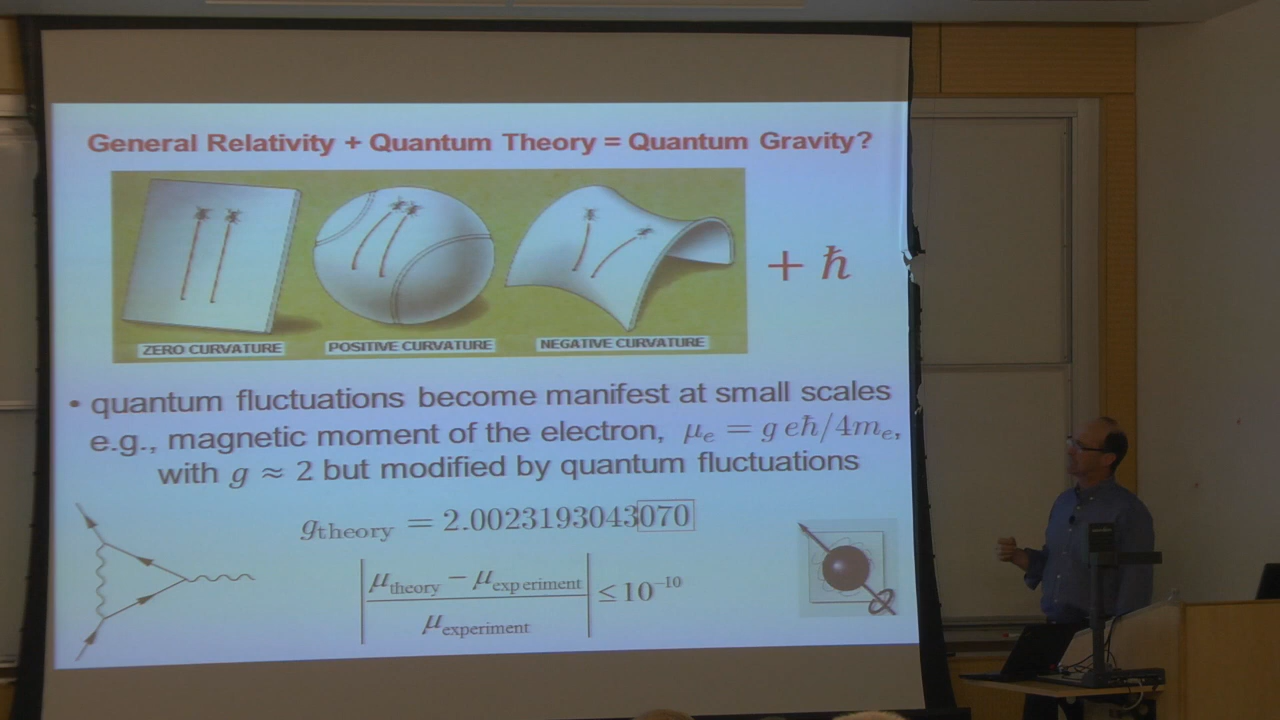 General Relativity + Quantum Theory = Quantum Gravity?
ZERO CURVATURE
POSITIVE CURVATURE
NEGATIVE CURVATURE
+ ℏ
• quantum fluctuations become manifest at small scales
e.g., magnetic moment of the electron, μ_e = g eℏ/4m_e,
with g ≈ 2 but modified by quantum fluctuations
g_theory = 2.0023193043070
|(μ_theory − μ_experiment) / μ_experiment| ≤ 10^−10